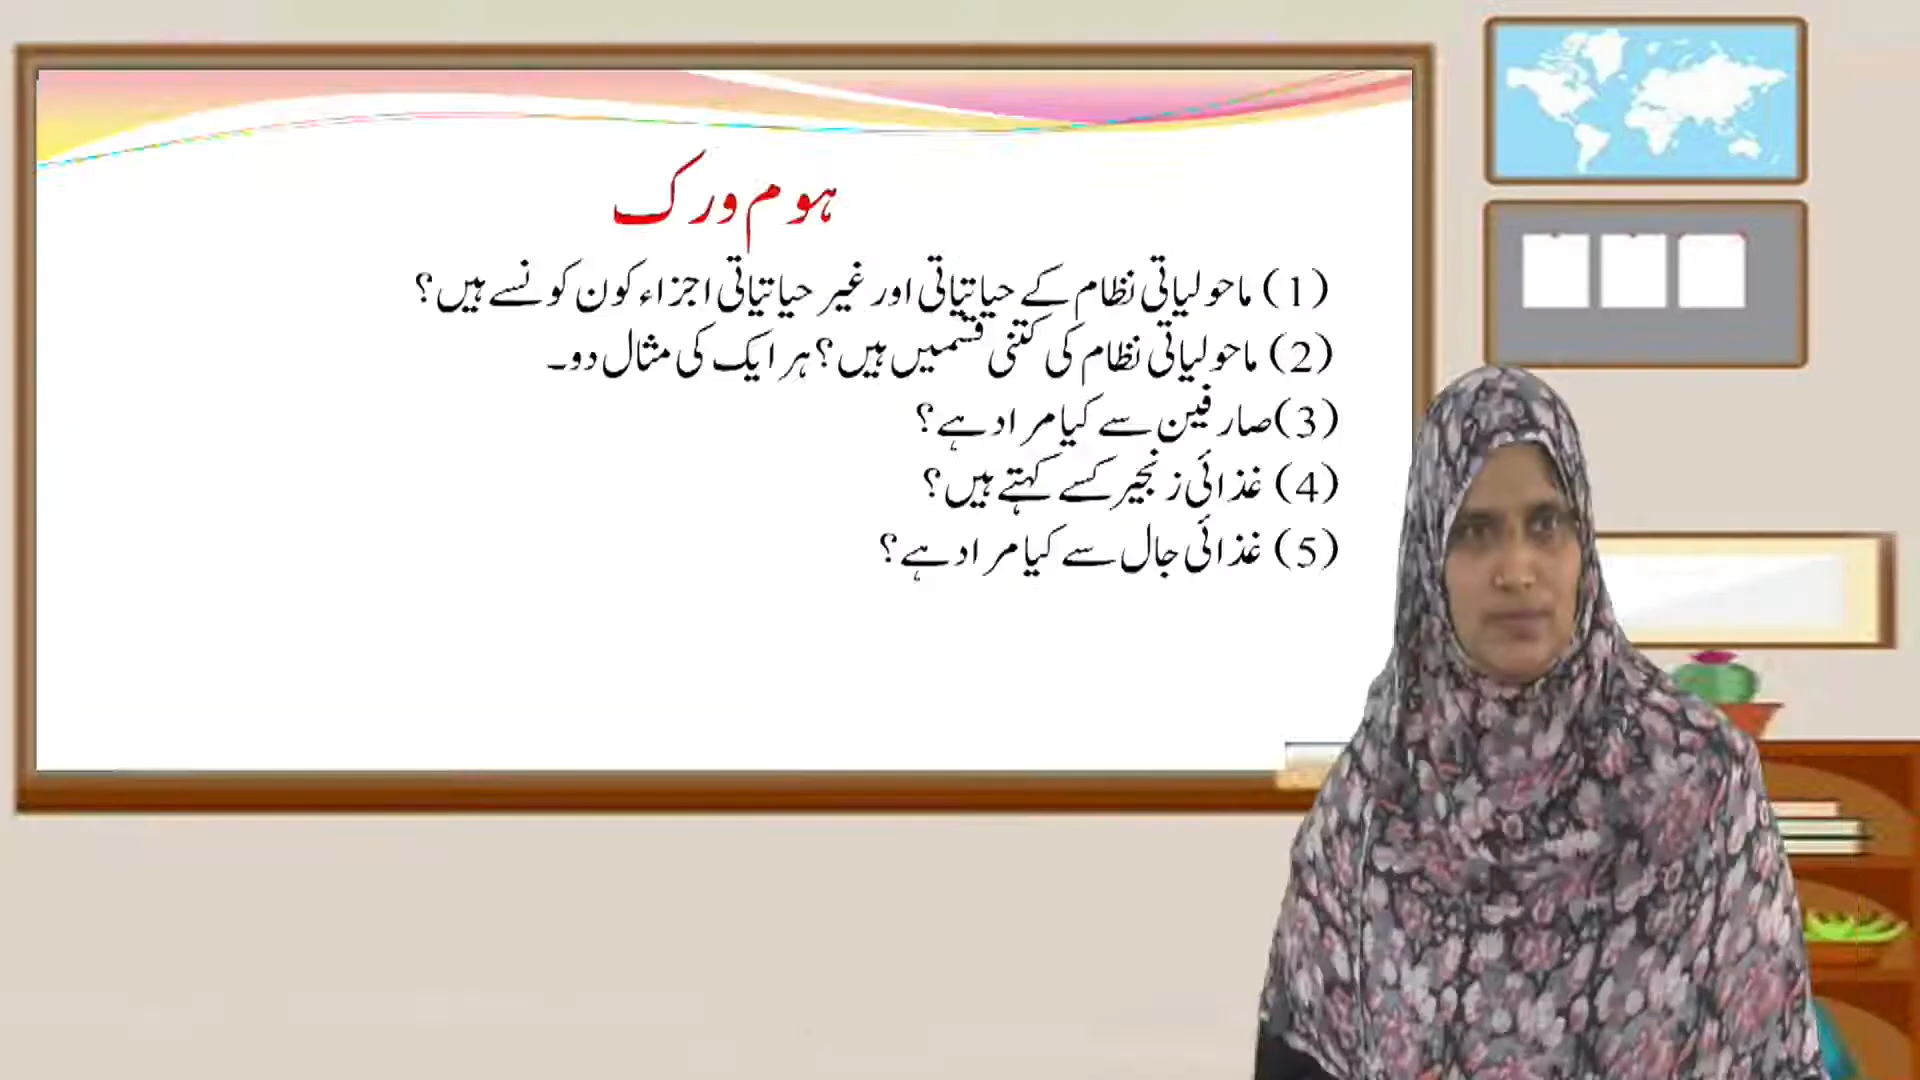 ہوم ورک
(1) ماحولیاتی نظام کے حیاتیاتی اور غیر حیاتیاتی اجزاء کون کونسے ہیں؟
(2) ماحولیاتی نظام کی کتنی قسمیں ہیں؟ ہر ایک کی مثال دو۔
(3)صارفین سے کیا مراد ہے؟
(4) غذائی زنجیر کسے کہتے ہیں؟
(5) غذائی جال سے کیا مراد ہے؟